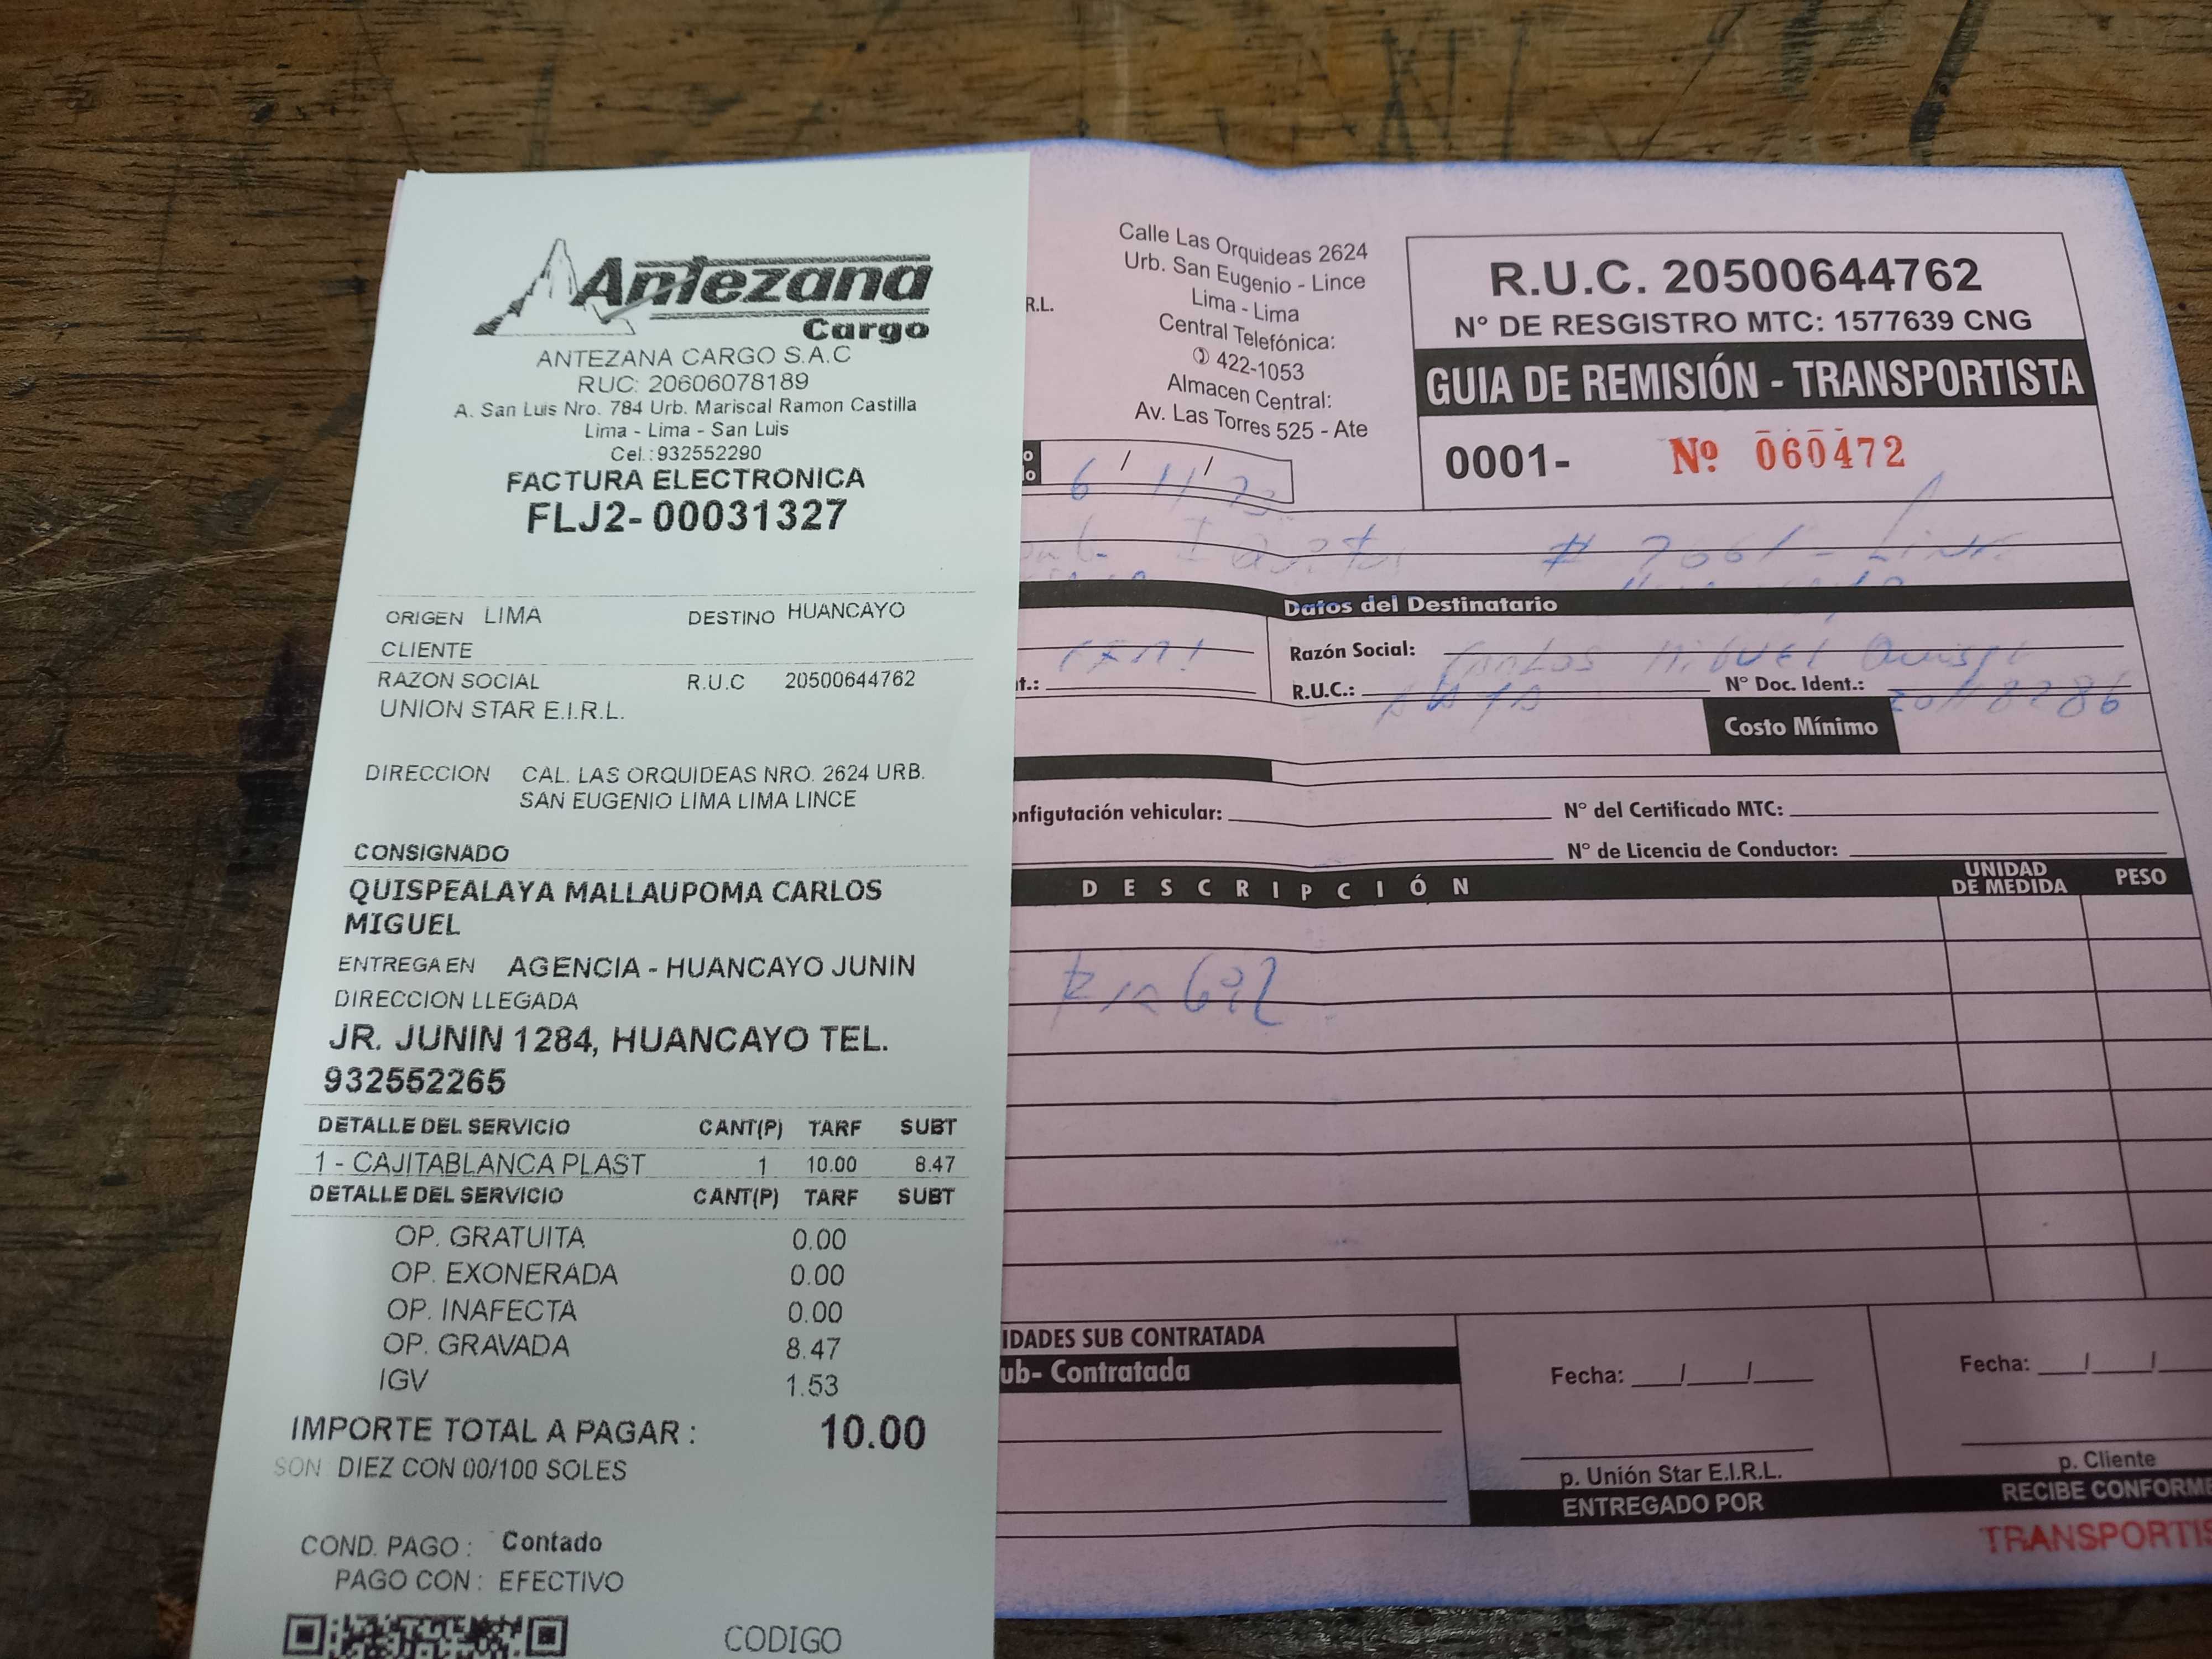 Antezana
Cargo
ANTEZANA CARGO S.A.C
RUC: 20606078189
A. San Luis Nro. 784 Urb. Mariscal Ramon Castilla
Lima - Lima - San Luis
Cel.:932552290
FACTURA ELECTRONICA
FLJ2- 00031327
ORIGEN LIMA DESTINO HUANCAYO
CLIENTE
RAZON SOCIAL R.U.C 20500644762
UNION STAR E.I.R.L.
DIRECCION CAL. LAS ORQUIDEAS NRO. 2624 URB.
SAN EUGENIO LIMA LIMA LINCE
CONSIGNADO
QUISPEALAYA MALLAUPOMA CARLOS
MIGUEL
ENTREGA EN AGENCIA - HUANCAYO JUNIN
DIRECCION LLEGADA
JR. JUNIN 1284, HUANCAYO TEL.
932552265
DETALLE DEL SERVICIO CANT(P) TARF SUBT
1 - CAJITABLANCA PLAST 1 10.00 8.47
DETALLE DEL SERVICIO CANT(P) TARF SUBT
OP. GRATUITA 0.00
OP. EXONERADA 0.00
OP. INAFECTA 0.00
OP. GRAVADA 8.47
IGV 1.53
IMPORTE TOTAL A PAGAR : 10.00
SON DIEZ CON 00/100 SOLES
COND. PAGO : Contado
PAGO CON : EFECTIVO
CODIGO
R.L.
Calle Las Orquideas 2624
Urb. San Eugenio - Lince
Lima - Lima
Central Telefónica:
422-1053
Almacen Central:
Av. Las Torres 525 - Ate
R.U.C. 20500644762
N° DE RESGISTRO MTC: 1577639 CNG
GUIA DE REMISIÓN - TRANSPORTISTA
0001- Nº 060472
6 / 11 /
Datos del Destinatario
Razón Social: Carlos Miguel Quispe
t.:
R.U.C.: N° Doc. Ident.:
Costo Mínimo
onfigutación vehicular: N° del Certificado MTC:
N° de Licencia de Conductor:
DESCRIPCIÓN UNIDAD DE MEDIDA PESO
IDADES SUB CONTRATADA
ub- Contratada
Fecha: / /
p. Unión Star E.I.R.L.
ENTREGADO POR
Fecha: / /
p. Cliente
RECIBE CONFORME
TRANSPORTIS